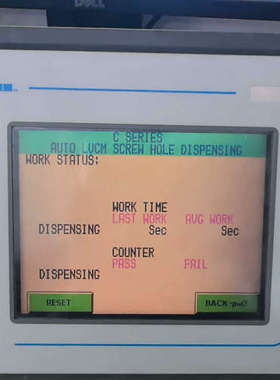 DELL
C SERIES
AUTO LVCM SCREW HOLE DISPENSING
WORK STATUS:
WORK TIME
LAST WORK AVG WORK
DISPENSING Sec Sec
COUNTER
PASS FAIL
DISPENSING
RESET BACK